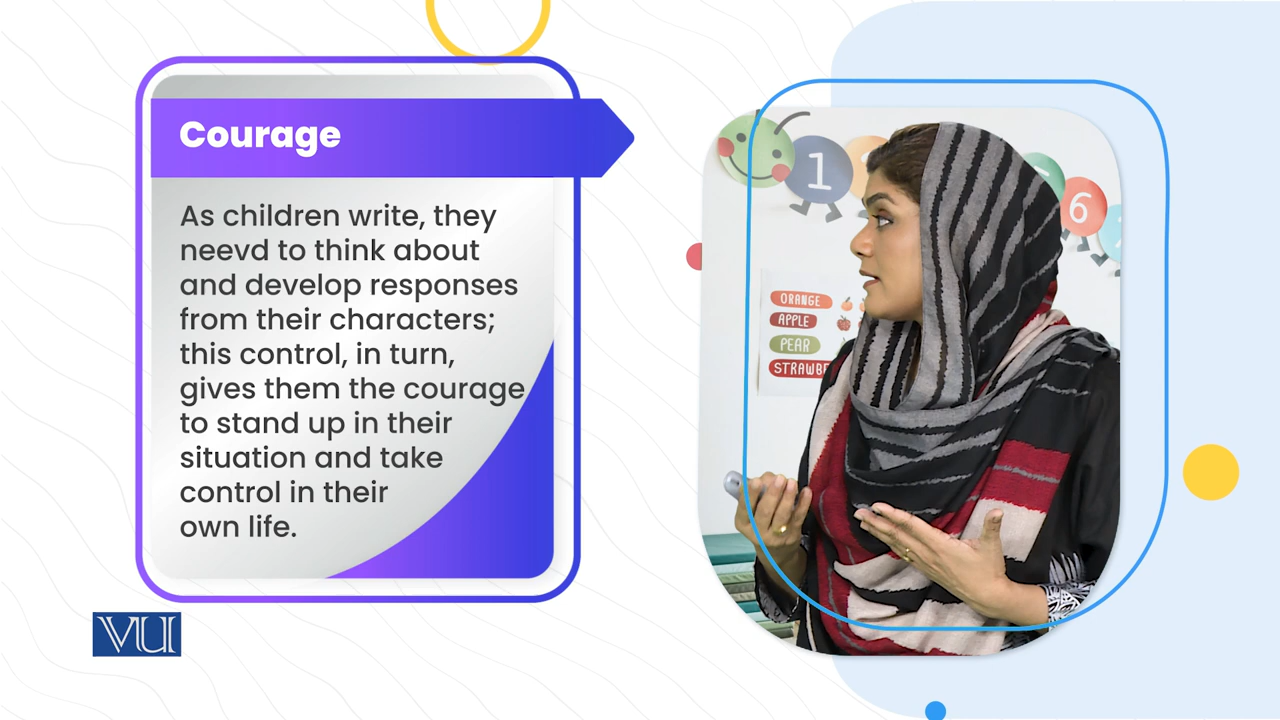 Courage
As children write, they
neevd to think about
and develop responses
from their characters;
this control, in turn,
gives them the courage
to stand up in their
situation and take
control in their
own life.
VU
1
6
ORANGE
APPLE
PEAR
STRAWBE